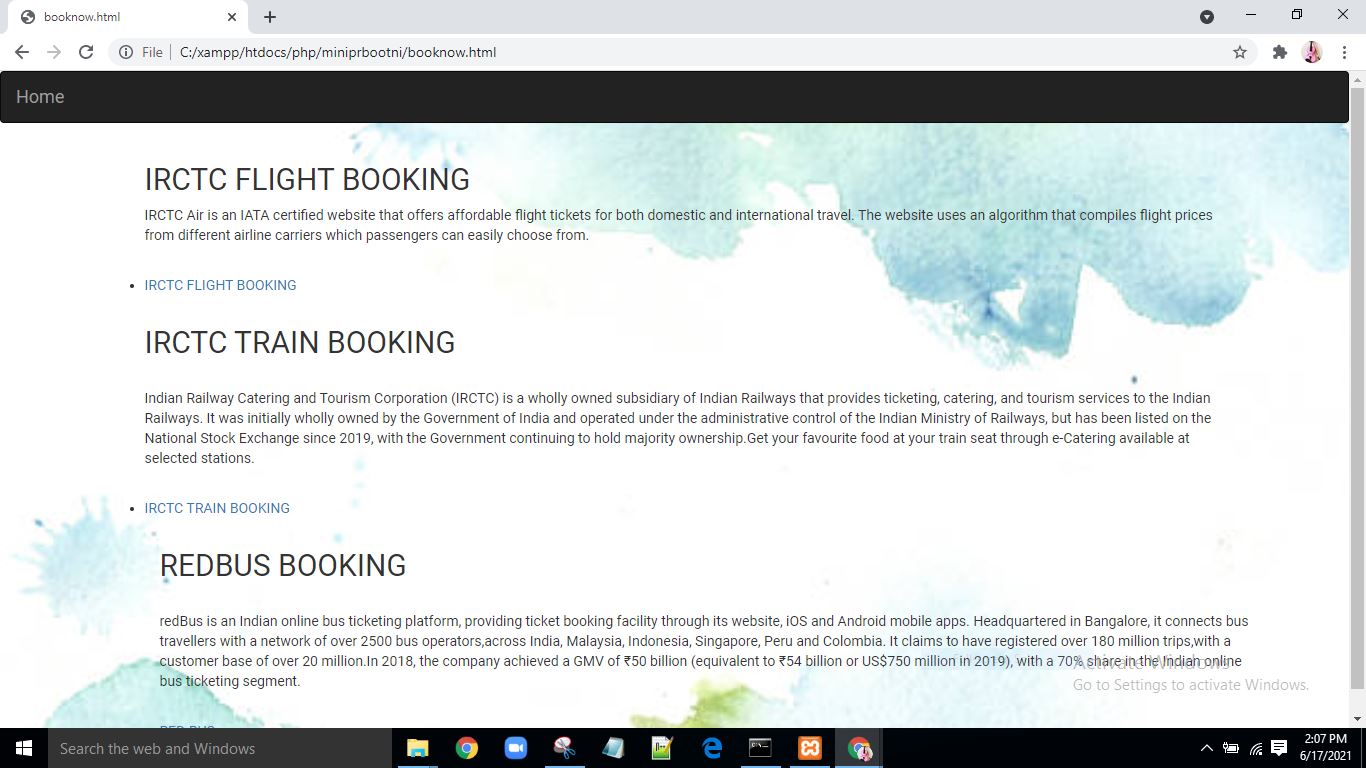 booknow.html
File
C:/xampp/htdocs/php/miniprbootni/booknow.html
Home
IRCTC FLIGHT BOOKING
IRCTC Air is an IATA certified website that offers affordable flight tickets for both domestic and international travel. The website uses an algorithm that compiles flight prices
from different airline carriers which passengers can easily choose from.
• IRCTC FLIGHT BOOKING
IRCTC TRAIN BOOKING
Indian Railway Catering and Tourism Corporation (IRCTC) is a wholly owned subsidiary of Indian Railways that provides ticketing, catering, and tourism services to the Indian
Railways. It was initially wholly owned by the Government of India and operated under the administrative control of the Indian Ministry of Railways, but has been listed on the
National Stock Exchange since 2019, with the Government continuing to hold majority ownership.Get your favourite food at your train seat through e-Catering available at
selected stations.
• IRCTC TRAIN BOOKING
REDBUS BOOKING
redBus is an Indian online bus ticketing platform, providing ticket booking facility through its website, iOS and Android mobile apps. Headquartered in Bangalore, it connects bus
travellers with a network of over 2500 bus operators,across India, Malaysia, Indonesia, Singapore, Peru and Colombia. It claims to have registered over 180 million trips,with a
customer base of over 20 million.In 2018, the company achieved a GMV of ₹50 billion (equivalent to ₹54 billion or US$750 million in 2019), with a 70% share in the Indian online
bus ticketing segment.
Activate Windows
Go to Settings to activate Windows.
RED BUS
Search the web and Windows
2:07 PM
6/17/2021